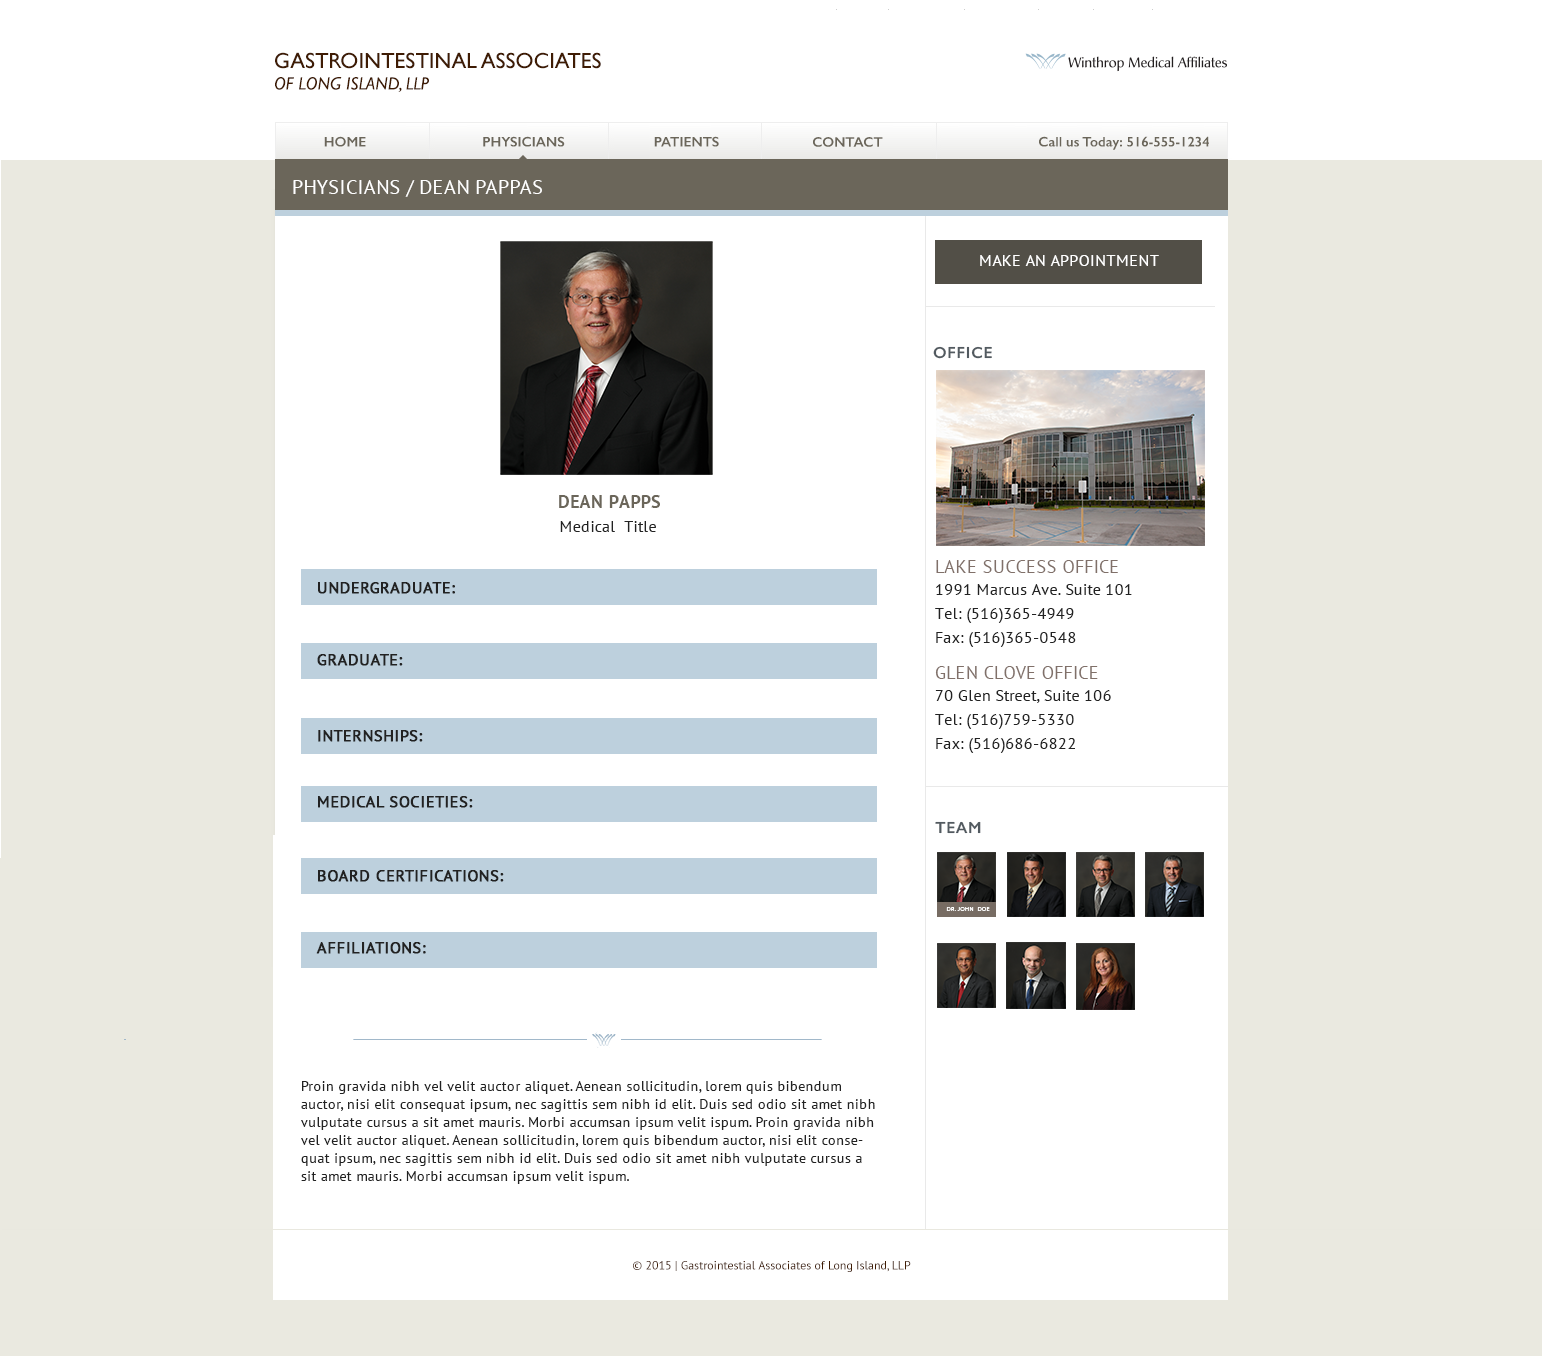 GASTROINTESTINAL ASSOCIATES
OF LONG ISLAND, LLP
Winthrop Medical Affiliates
HOME
PHYSICIANS
PATIENTS
CONTACT
Call us Today: 516-555-1234
PHYSICIANS / DEAN PAPPAS
DEAN PAPPS
Medical Title
UNDERGRADUATE:
GRADUATE:
INTERNSHIPS:
MEDICAL SOCIETIES:
BOARD CERTIFICATIONS:
AFFILIATIONS:
Proin gravida nibh vel velit auctor aliquet. Aenean sollicitudin, lorem quis bibendum
auctor, nisi elit consequat ipsum, nec sagittis sem nibh id elit. Duis sed odio sit amet nibh
vulputate cursus a sit amet mauris. Morbi accumsan ipsum velit ispum. Proin gravida nibh
vel velit auctor aliquet. Aenean sollicitudin, lorem quis bibendum auctor, nisi elit conse-
quat ipsum, nec sagittis sem nibh id elit. Duis sed odio sit amet nibh vulputate cursus a
sit amet mauris. Morbi accumsan ipsum velit ispum.
MAKE AN APPOINTMENT
OFFICE
LAKE SUCCESS OFFICE
1991 Marcus Ave. Suite 101
Tel: (516)365-4949
Fax: (516)365-0548
GLEN CLOVE OFFICE
70 Glen Street, Suite 106
Tel: (516)759-5330
Fax: (516)686-6822
TEAM
DR. JOHN DOE
© 2015 | Gastrointestial Associates of Long Island, LLP